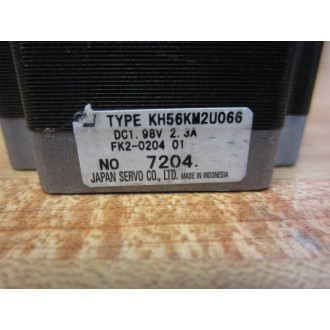 TYPE KH56KM2U066
DC1.98V 2.3A
FK2-0204 01
NO 7204.
JAPAN SERVO CO., LTD. MADE IN INDONESIA